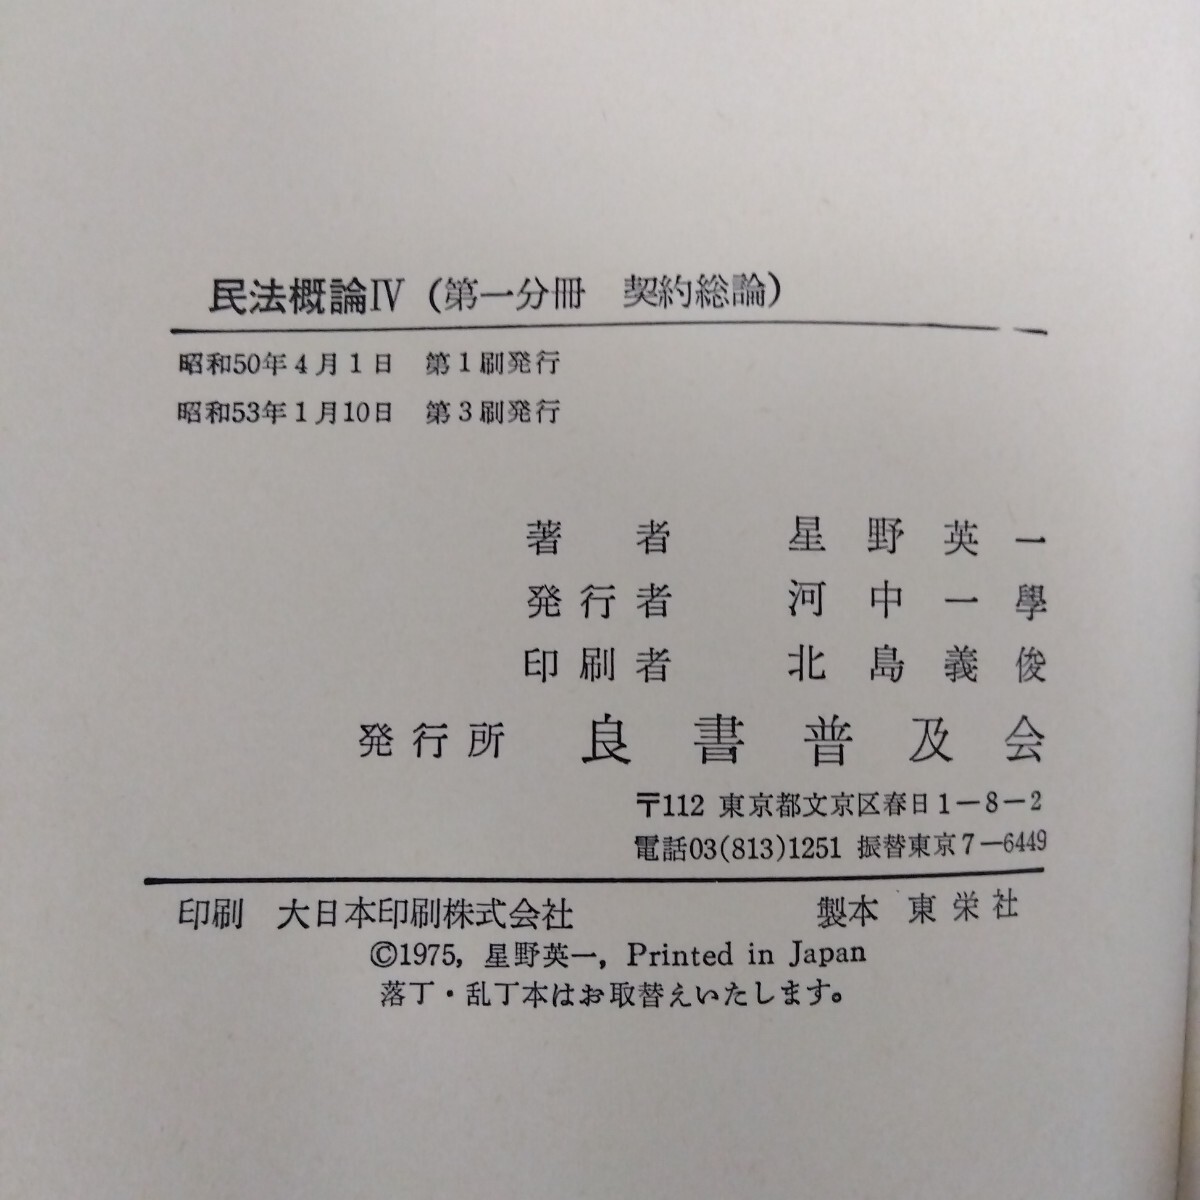 民法概論IV（第一分冊　契約総論）
昭和50年4月1日　第1刷発行
昭和53年1月10日　第3刷発行
著者　星野英一
発行者　河中一學
印刷者　北島義俊
発行所　良書普及会
〒112 東京都文京区春日1－8－2
電話03(813)1251 振替東京7－6449
印刷　大日本印刷株式会社　製本　東栄社
©1975, 星野英一, Printed in Japan
落丁・乱丁本はお取替えいたします。